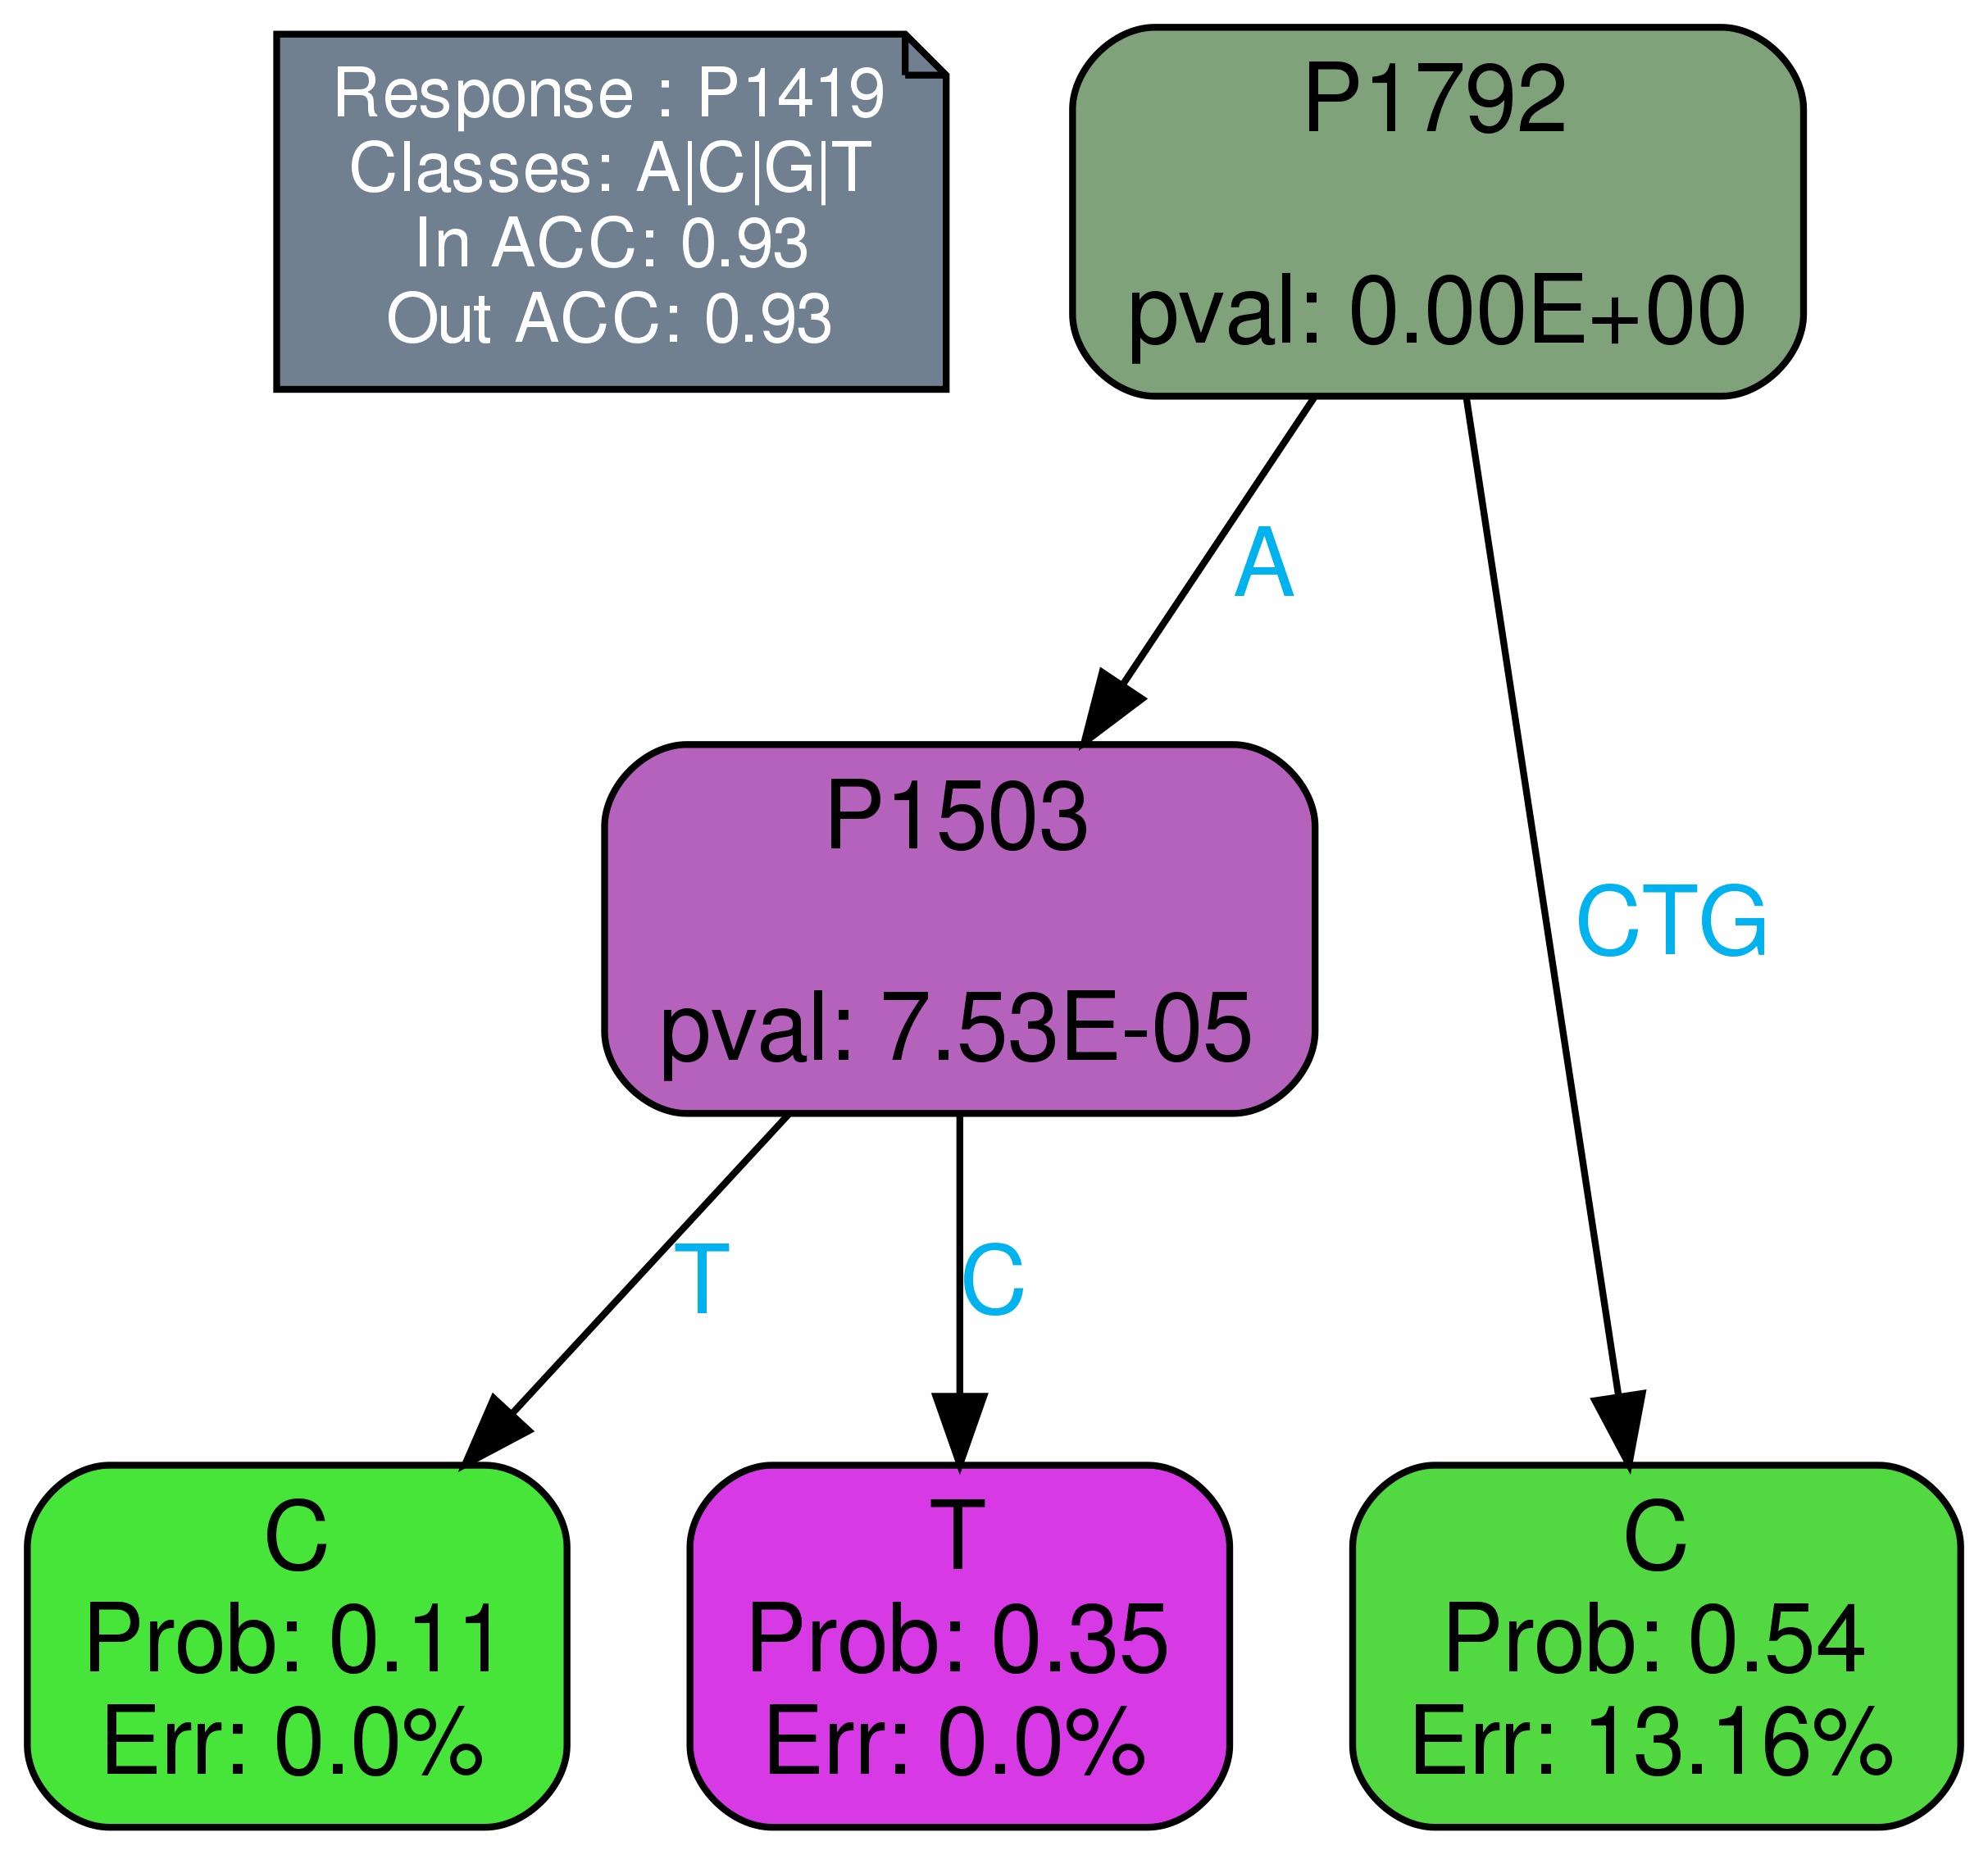 Response : P1419
Classes: A|C|G|T
In ACC: 0.93
Out ACC: 0.93
P1792
pval: 0.00E+00
A
P1503
pval: 7.53E-05
CTG
T
C
C
Prob: 0.11
Err: 0.0%
T
Prob: 0.35
Err: 0.0%
C
Prob: 0.54
Err: 13.16%